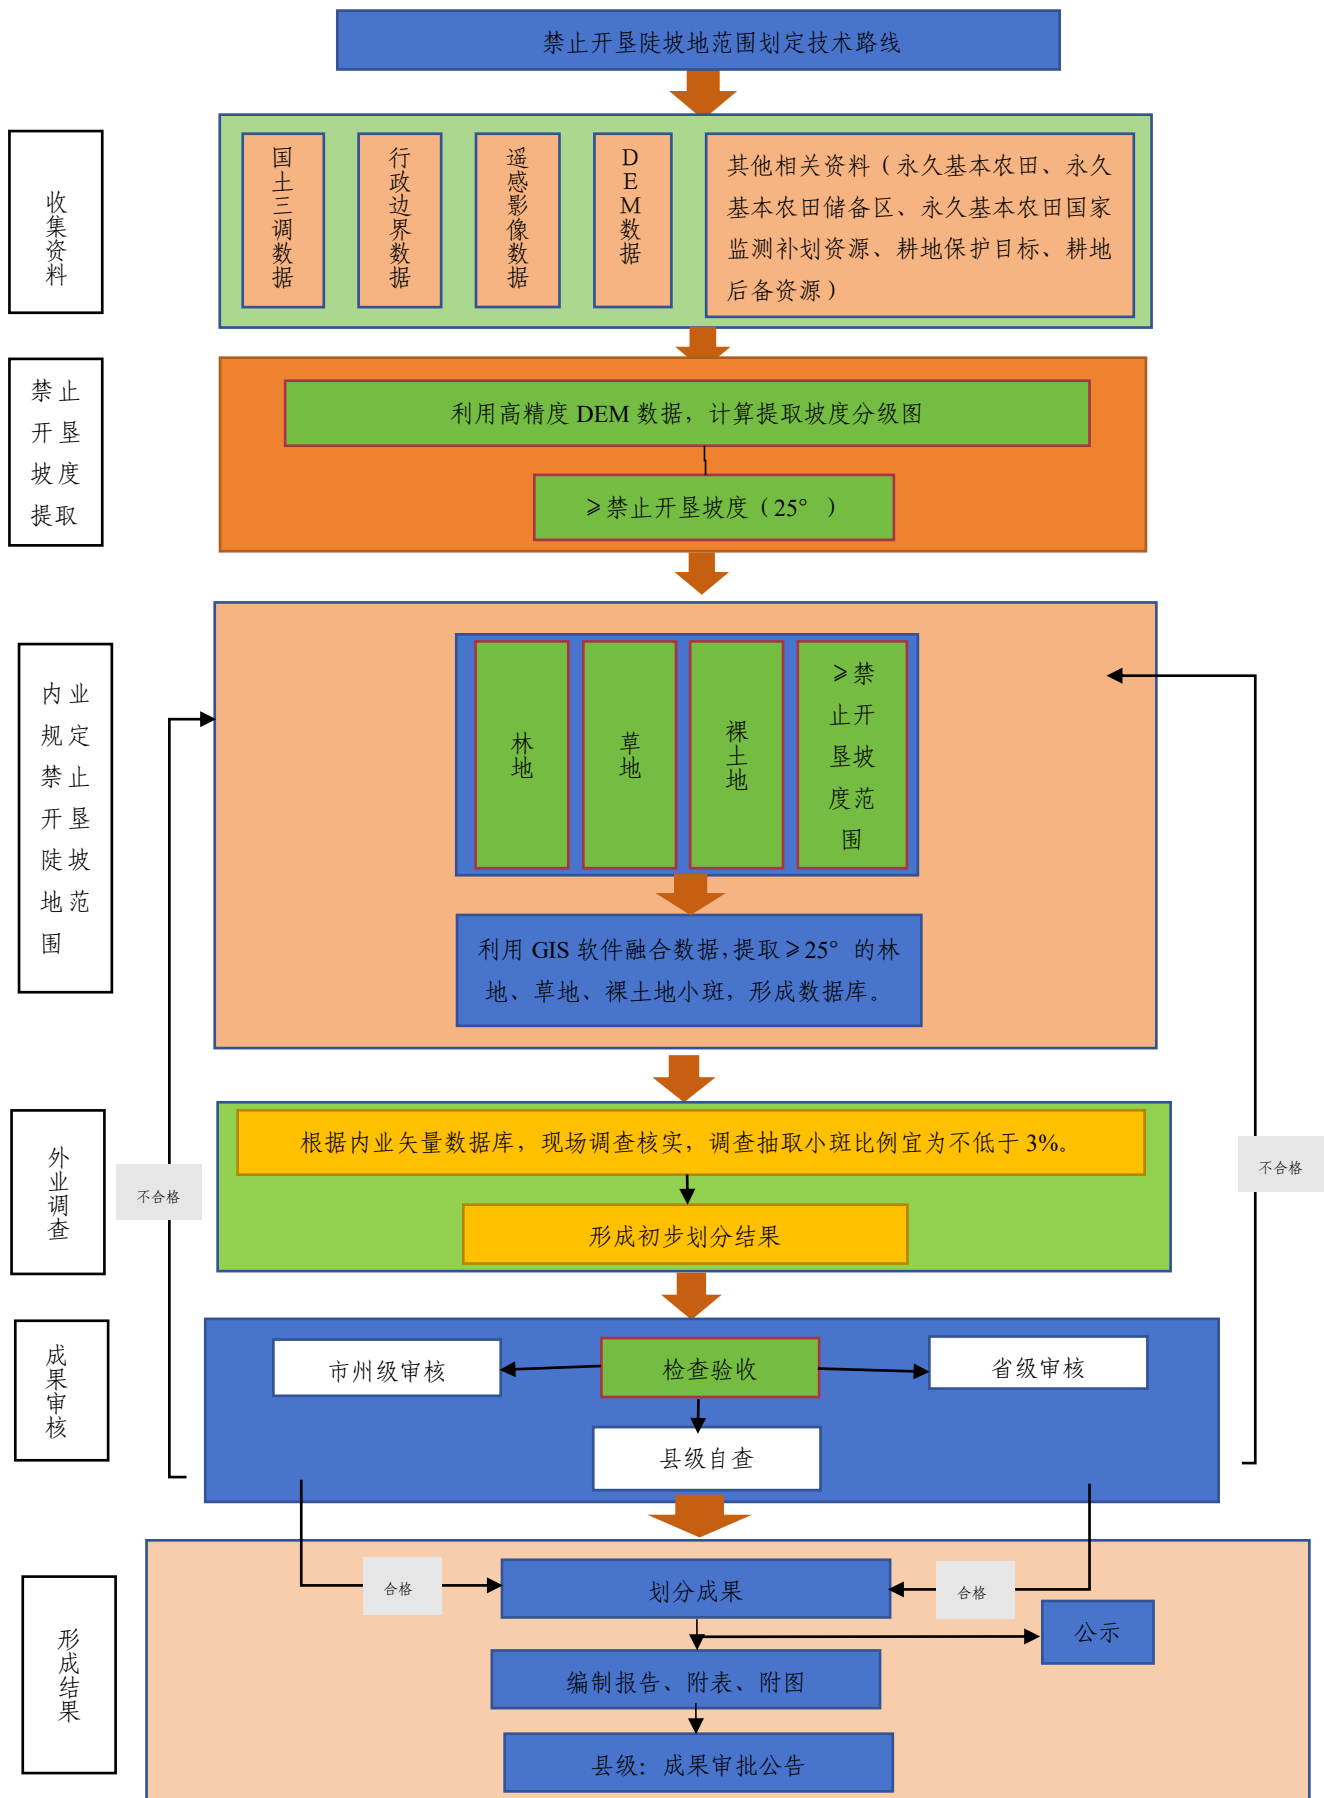 禁止开垦陡坡地范围划定技术路线
收集资料
国土三调数据
行政边界数据
遥感影像数据
DEM数据
其他相关资料（永久基本农田、永久
基本农田储备区、永久基本农田国家
监测补划资源、耕地保护目标、耕地
后备资源）
禁止
开垦
坡度
提取
利用高精度 DEM 数据，计算提取坡度分级图
≥禁止开垦坡度（25° ）
内业
规定
禁止
开垦
陡坡
地范
围
林地
草地
裸土地
≥禁
止开
垦坡
度范
围
利用 GIS 软件融合数据，提取≥25° 的林
地、草地、裸土地小班，形成数据库。
外业调查
不合格
根据内业矢量数据库，现场调查核实，调查抽取小班比例宜为不低于 3%。
形成初步划分结果
不合格
成果审核
市州级审核
检查验收
省级审核
县级自查
形成结果
合格
划分成果
合格
公示
编制报告、附表、附图
县级：成果审批公告